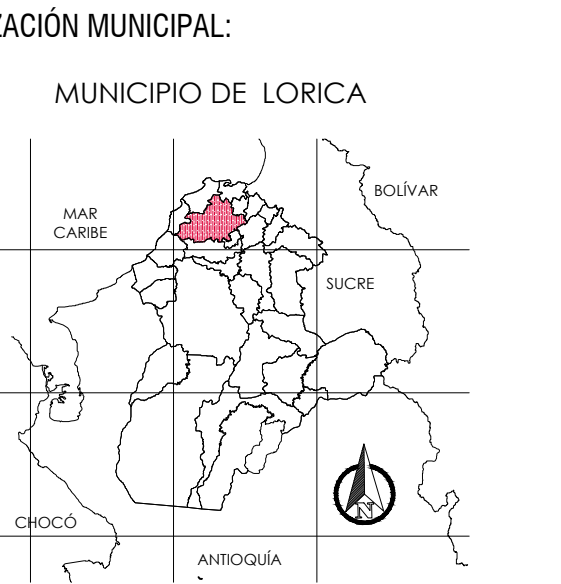 ZACIÓN MUNICIPAL:
MUNICIPIO DE LORICA
BOLÍVAR
MAR
CARIBE
SUCRE
N
CHOCÓ
ANTIOQUÍA